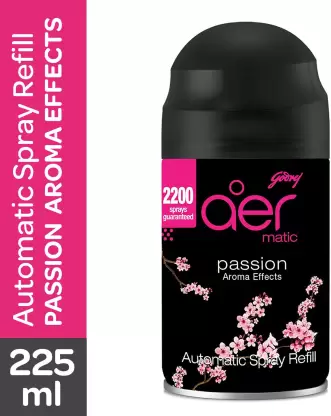 Automatic Spray Refill
PASSION AROMA EFFECTS
225
ml
2200
sprays
guaranteed
Godrej
aer
matic
passion
Aroma Effects
Automatic Spray Refill